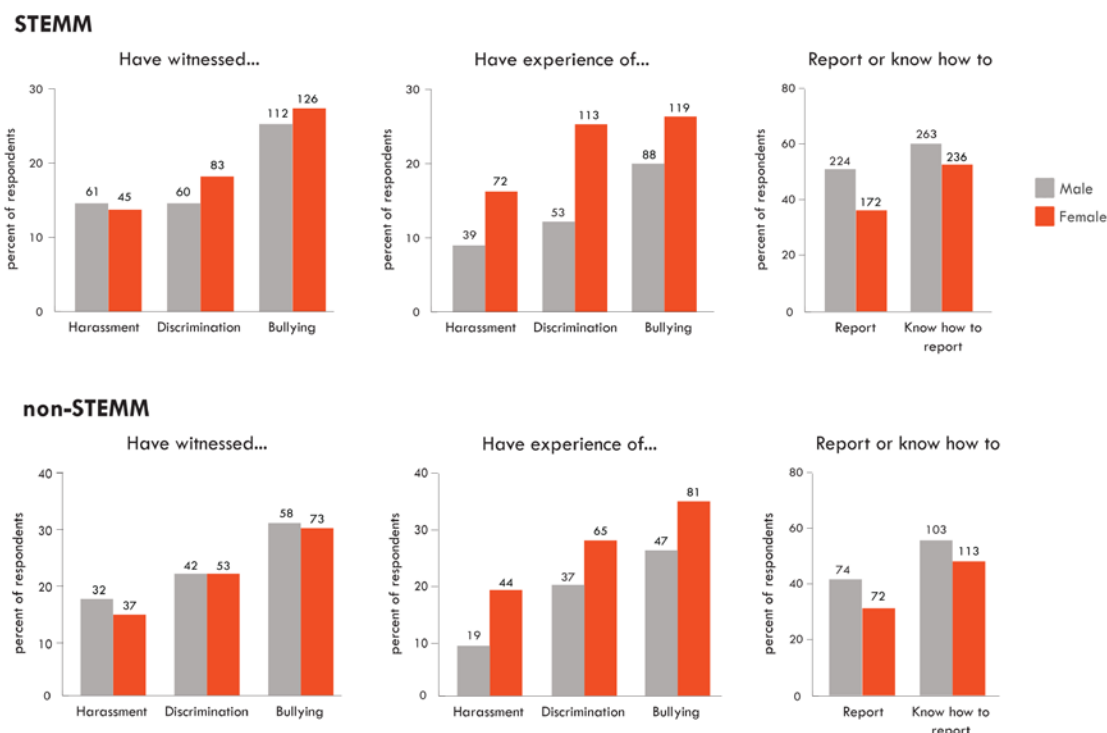 STEMM
Have witnessed...
percent of respondents
30
20
10
0
61
45
60
83
112
126
Harassment
Discrimination
Bullying
Have experience of...
percent of respondents
30
20
10
0
39
72
53
113
88
119
Harassment
Discrimination
Bullying
Report or know how to
percent of respondents
80
60
40
20
0
224
172
263
236
Report
Know how to
report
Male
Female
non-STEMM
Have witnessed...
percent of respondents
40
30
20
10
0
32
37
42
53
58
73
Harassment
Discrimination
Bullying
Have experience of...
percent of respondents
40
30
20
10
0
19
44
37
65
47
81
Harassment
Discrimination
Bullying
Report or know how to
percent of respondents
80
60
40
20
0
74
72
103
113
Report
Know how to
report